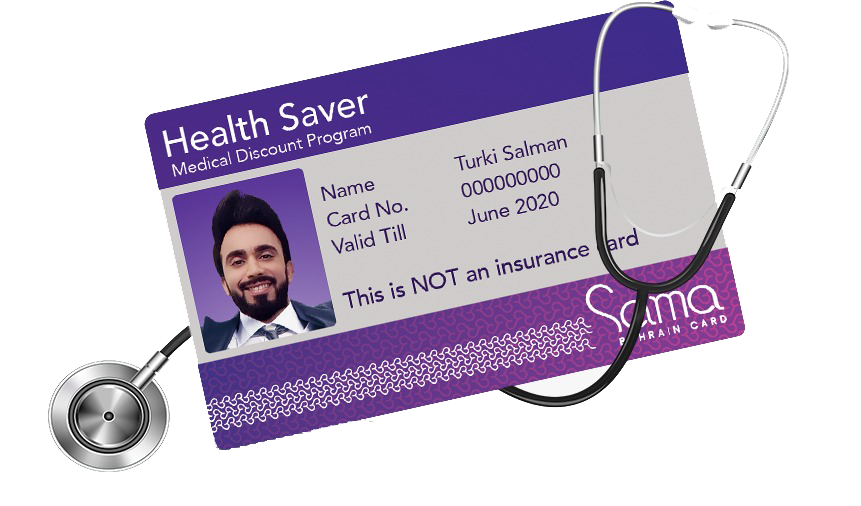 Health Saver
Medical Discount Program
Name Turki Salman
Card No. 000000000
Valid Till June 2020
This is NOT an insurance card
Sama
BAHRAIN CARD